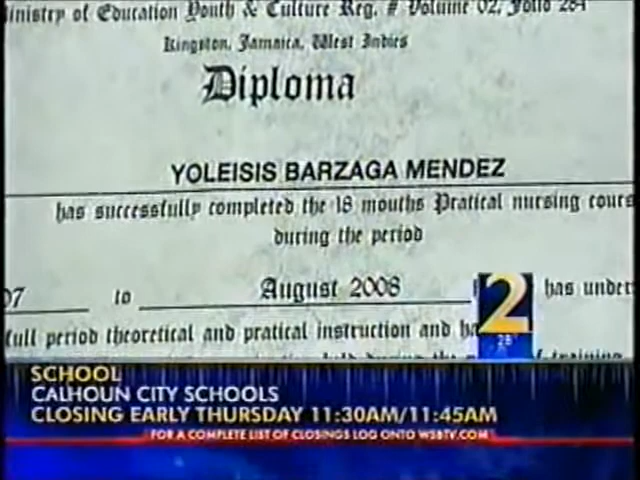 inistry of Education Youth & Culture Reg. # Volume 02, Folio 284
Kingston, Jamaica, West Indies
Diploma
YOLEISIS BARZAGA MENDEZ
has successfully completed the 18 mouths Pratical nursing cours
during the period
07 to August 2008 has under
full period theoretical and pratical instruction and ha
2
28°
SCHOOL
CALHOUN CITY SCHOOLS
CLOSING EARLY THURSDAY 11:30AM/11:45AM
FOR A COMPLETE LIST OF CLOSINGS LOG ONTO WSBTV.COM